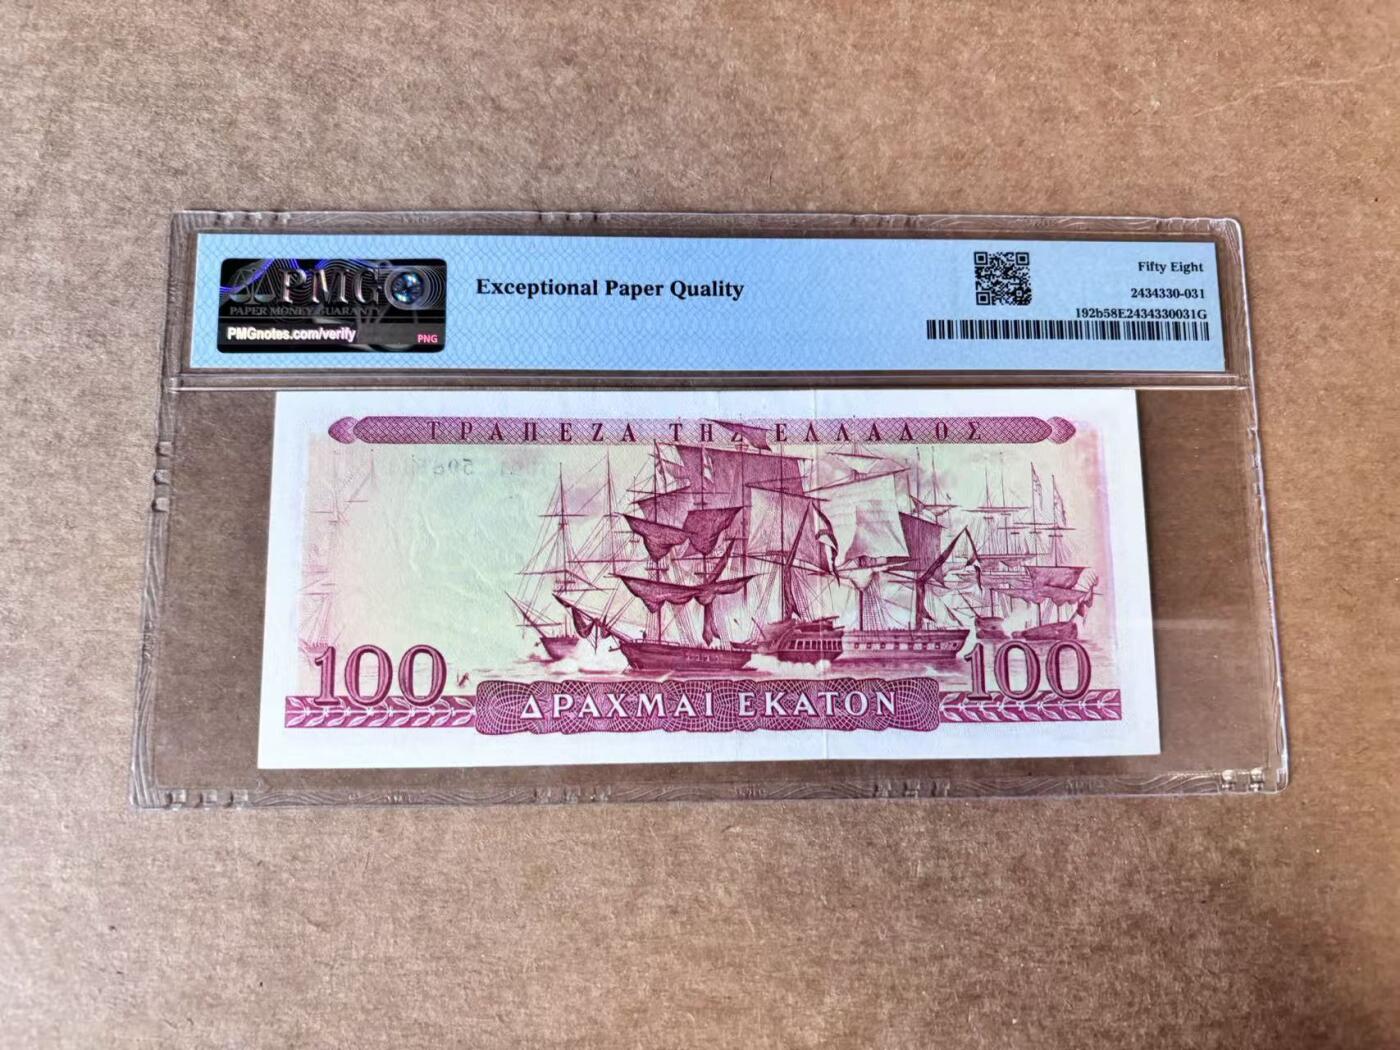 PMG
PAPER MONEY GUARANTY
PMGnotes.com/verify
PNG
Exceptional Paper Quality
Fifty Eight
2434330-031
192b58E2434330031G
ΤΡΑΠΕΖΑ ΤΗΣ ΕΛΛΑΔΟΣ
100
100
ΔΡΑΧΜΑΙ ΕΚΑΤΟΝ